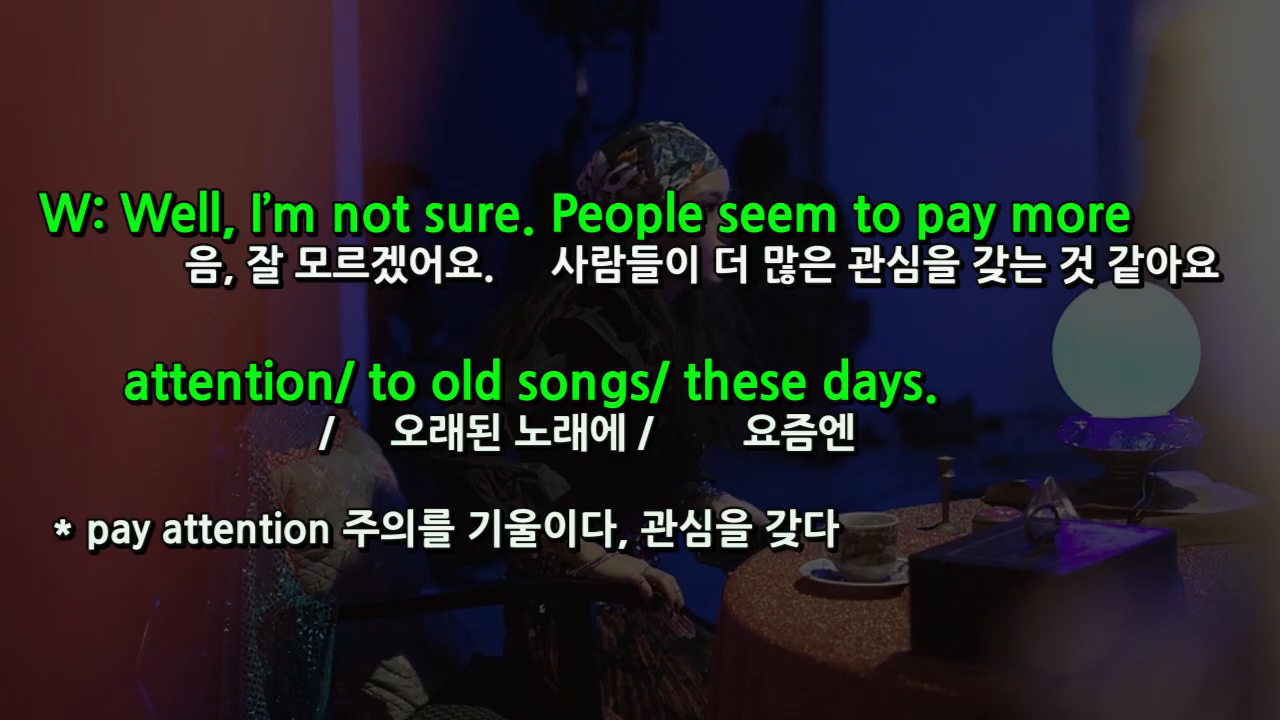 W: Well, I'm not sure. People seem to pay more
음, 잘 모르겠어요. 사람들이 더 많은 관심을 갖는 것 같아요
attention/ to old songs/ these days.
/ 오래된 노래에 / 요즘엔
* pay attention 주의를 기울이다, 관심을 갖다